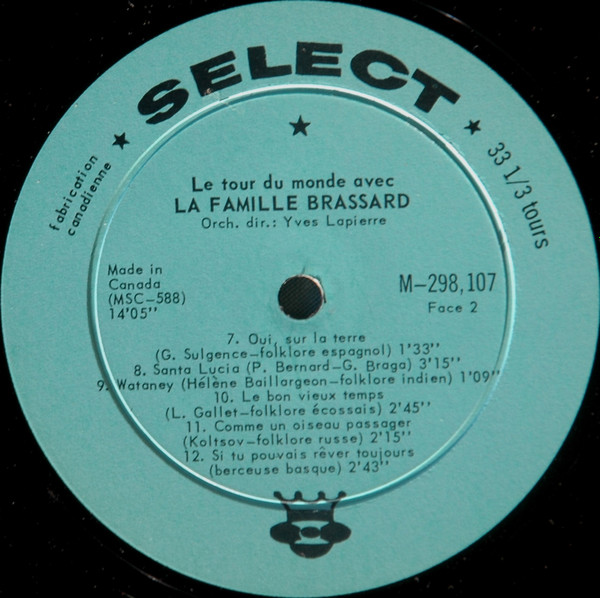 SELECT
fabrication
canadienne
33 1/3 tours
Le tour du monde avec
LA FAMILLE BRASSARD
Orch. dir.: Yves Lapierre
Made in
Canada
(MSC-588)
14'05''
M-298,107
Face 2
7. Oui, sur la terre
(G. Sulgence-folklore espagnol) 1'33''
8. Santa Lucia (P. Bernard-G. Braga) 3'15''
9. Wataney (Hélène Baillargeon-folklore indien) 1'09''
10. Le bon vieux temps
(L. Gallet-folklore écossais) 2'45''
11. Comme un oiseau passager
(Koltsov-folklore russe) 2'15''
12. Si tu pouvais rêver toujours
(berceuse basque) 2'43''